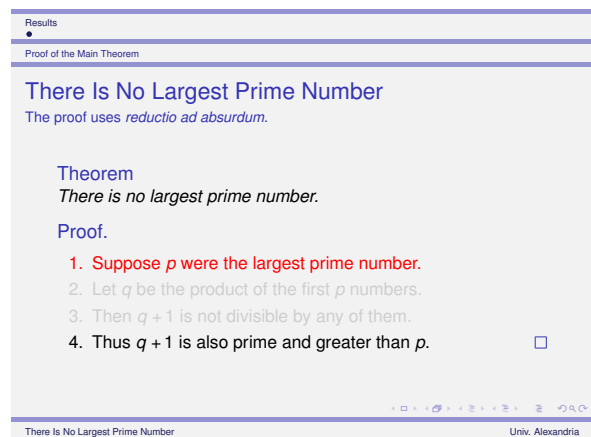 Results
Proof of the Main Theorem
There Is No Largest Prime Number
The proof uses reductio ad absurdum.
Theorem
There is no largest prime number.
Proof.
1. Suppose p were the largest prime number.
2. Let q be the product of the first p numbers.
3. Then q + 1 is not divisible by any of them.
4. Thus q + 1 is also prime and greater than p.
There Is No Largest Prime Number Univ. Alexandria